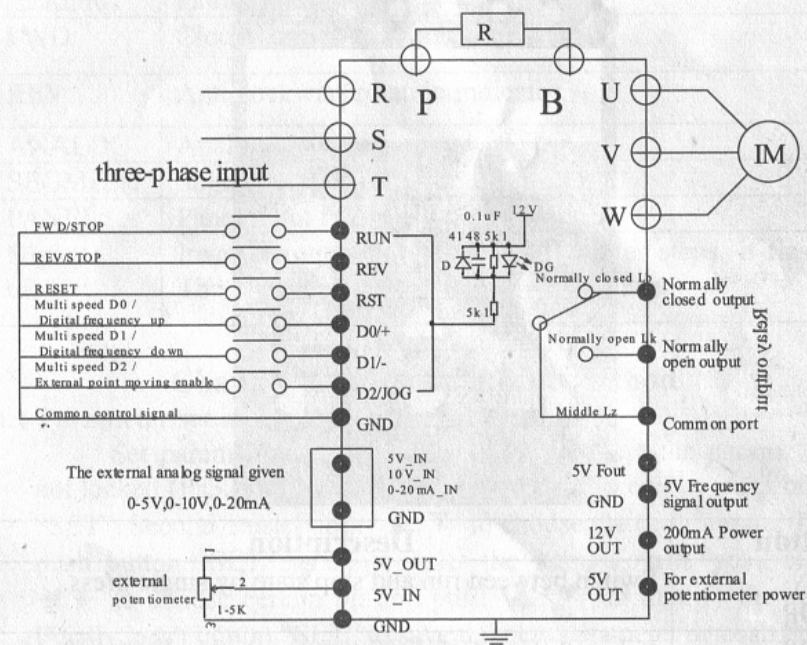 R
P
B
R
U
S
V
IM
three-phase input
T
W
FWD/STOP
RUN
REV/STOP
REV
RESET
RST
Multi speed D0 /
Digital frequency up
D0/+
Multi speed D1 /
Digital frequency down
D1/-
Multi speed D2 /
External point moving enable
D2/JOG
Common control signal
GND
12V
0.1uF
4148 5k1
D
DG
5k1
Normally closed Lb
Normally
closed output
Normally open Lk
Normally
open output
Relay output
Middle Lz
Common port
The external analog signal given
0-5V,0-10V,0-20mA
5V_IN
10V_IN
0-20mA_IN
GND
5V Fout
GND
5V Frequency
signal output
12V
OUT
200mA Power
output
5V
OUT
For external
potentiometer power
external
potentiometer
1
2
3
1-5K
5V_OUT
5V_IN
GND
Description